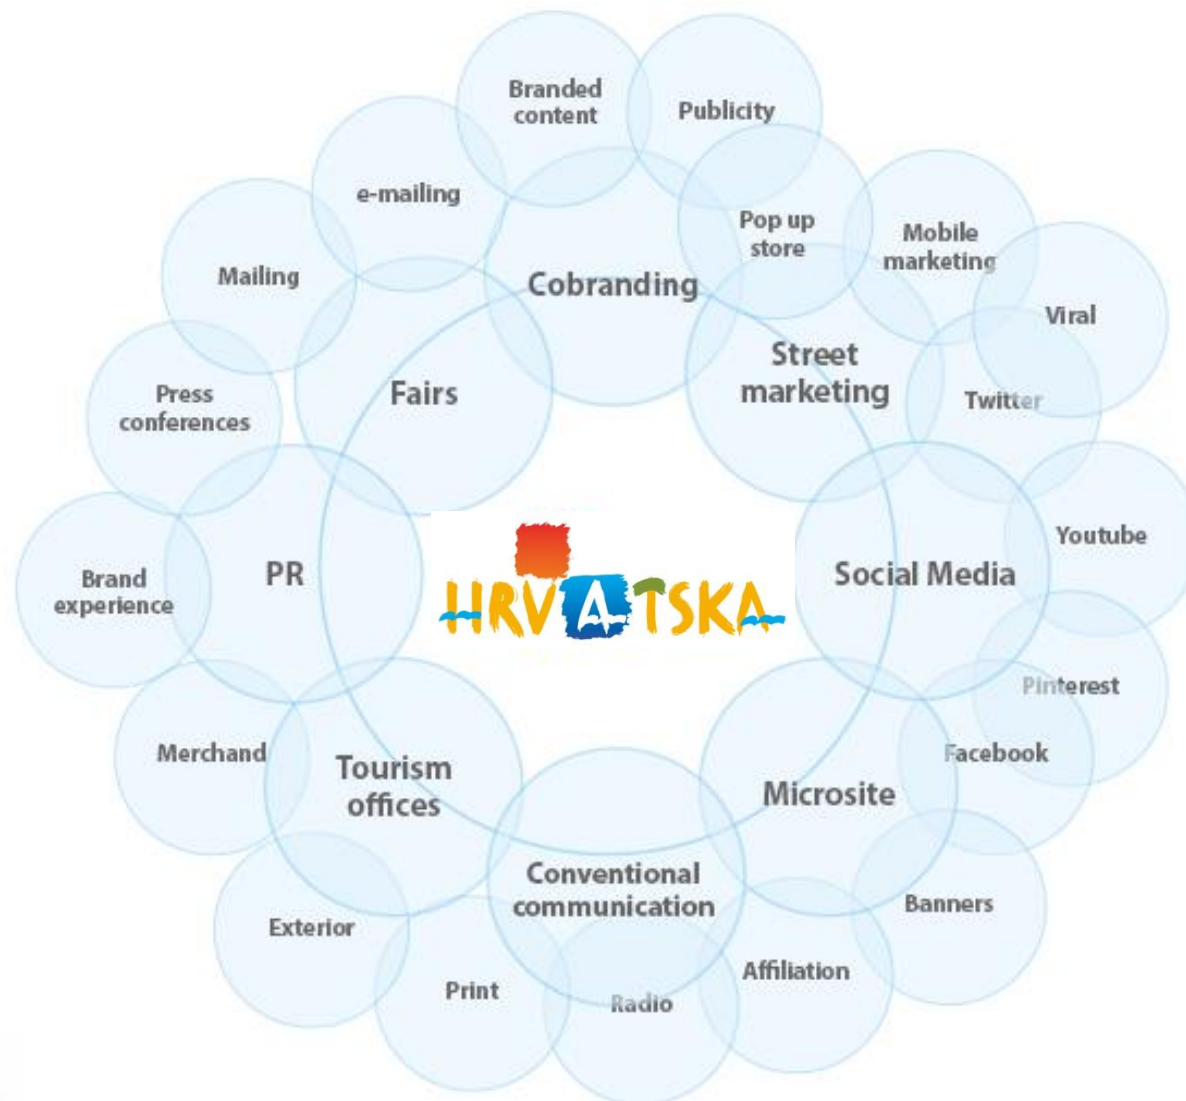 Branded
content
Publicity
e-mailing
Pop up
store
Mobile
marketing
Mailing
Cobranding
Viral
Street
marketing
Fairs
Twitter
Press
conferences
Youtube
PR
Social Media
Brand
experience
HRVATSKA
Pinterest
Merchand
Tourism
offices
Facebook
Microsite
Conventional
communication
Banners
Exterior
Affiliation
Print
Radio